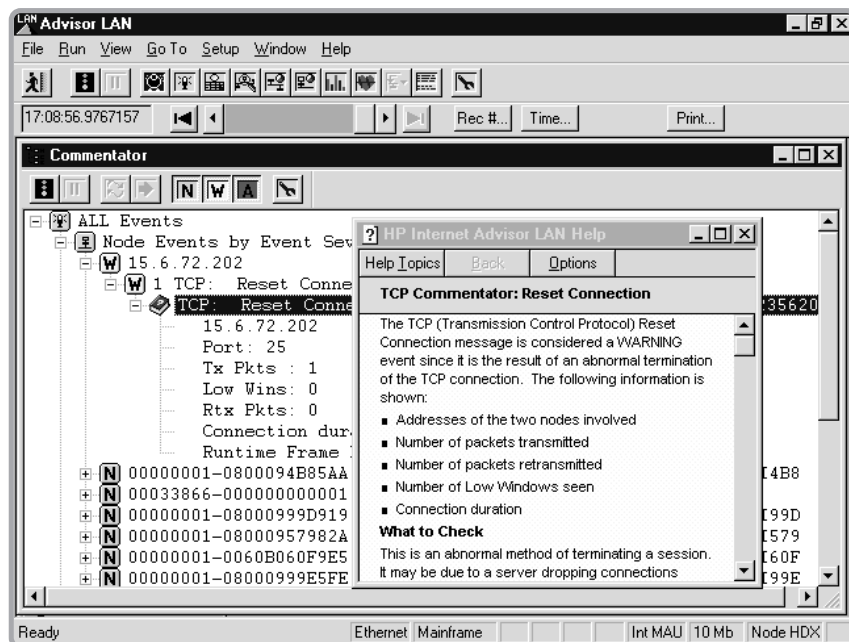 LAN Advisor LAN
File Run View Go To Setup Window Help
17:08:56.9767157 Rec #... Time... Print...
Commentator
N W A
ALL Events
Node Events by Event Sev
W 15.6.72.202
W 1 TCP: Reset Conne
TCP: Reset Conne 35620
15.6.72.202
Port: 25
Tx Pkts : 1
Low Wins: 0
Rtx Pkts: 0
Connection dur
Runtime Frame
N 00000001-0800094B85AA I4B8
N 00033866-000000000001
N 00000001-08000999D919 I99D
N 00000001-080009957982A I579
N 00000001-0060B060F9E5 I60F
N 00000001-08000999E5FE I99E
HP Internet Advisor LAN Help
Help Topics Back Options
TCP Commentator: Reset Connection
The TCP (Transmission Control Protocol) Reset
Connection message is considered a WARNING
event since it is the result of an abnormal termination
of the TCP connection. The following information is
shown:
Addresses of the two nodes involved
Number of packets transmitted
Number of packets retransmitted
Number of Low Windows seen
Connection duration
What to Check
This is an abnormal method of terminating a session.
It may be due to a server dropping connections
Ready Ethernet Mainframe Int MAU 10 Mb Node HDX